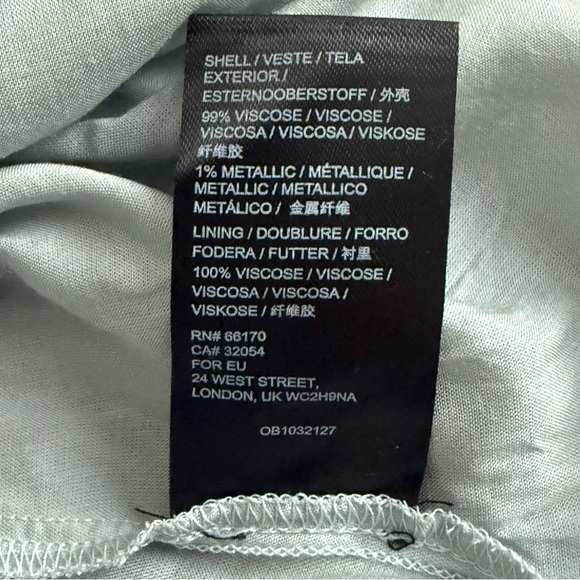 SHELL / VESTE / TELA
EXTERIOR /
ESTERNOOBERSTOFF / 外壳
99% VISCOSE / VISCOSE /
VISCOSA / VISCOSA / VISKOSE
纤维胶
1% METALLIC / MÉTALLIQUE /
METALLIC / METALLICO
METÁLICO / 金属纤维
LINING / DOUBLURE / FORRO
FODERA / FUTTER / 衬里
100% VISCOSE / VISCOSE /
VISCOSA / VISCOSA /
VISKOSE / 纤维胶
RN# 66170
CA# 32054
FOR EU
24 WEST STREET,
LONDON, UK WC2H9NA
OB1032127